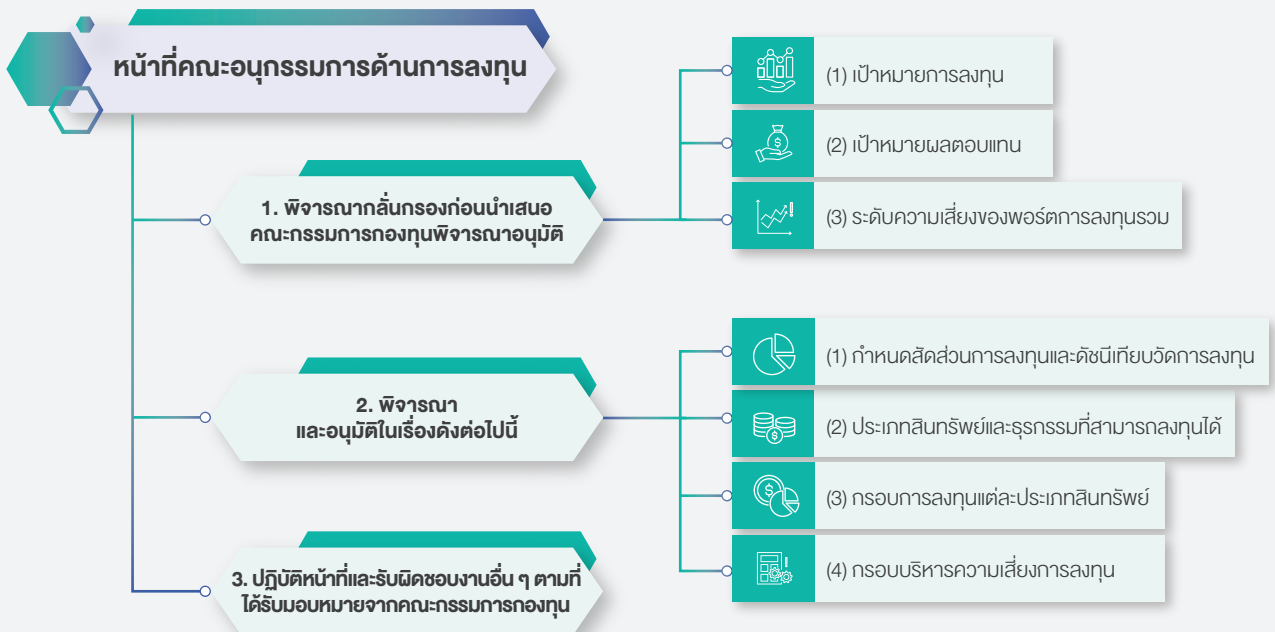 หน้าที่คณะอนุกรรมการด้านการลงทุน
1. พิจารณากลั่นกรองก่อนนำเสนอ
คณะกรรมการกองทุนพิจารณาอนุมัติ
(1) เป้าหมายการลงทุน
(2) เป้าหมายผลตอบแทน
(3) ระดับความเสี่ยงของพอร์ตการลงทุนรวม
2. พิจารณา
และอนุมัติในเรื่องดังต่อไปนี้
(1) กำหนดสัดส่วนการลงทุนและดัชนีเทียบวัดการลงทุน
(2) ประเภทสินทรัพย์และธุรกรรมที่สามารถลงทุนได้
(3) กรอบการลงทุนแต่ละประเภทสินทรัพย์
(4) กรอบบริหารความเสี่ยงการลงทุน
3. ปฏิบัติหน้าที่และรับผิดชอบงานอื่น ๆ ตามที่
ได้รับมอบหมายจากคณะกรรมการกองทุน